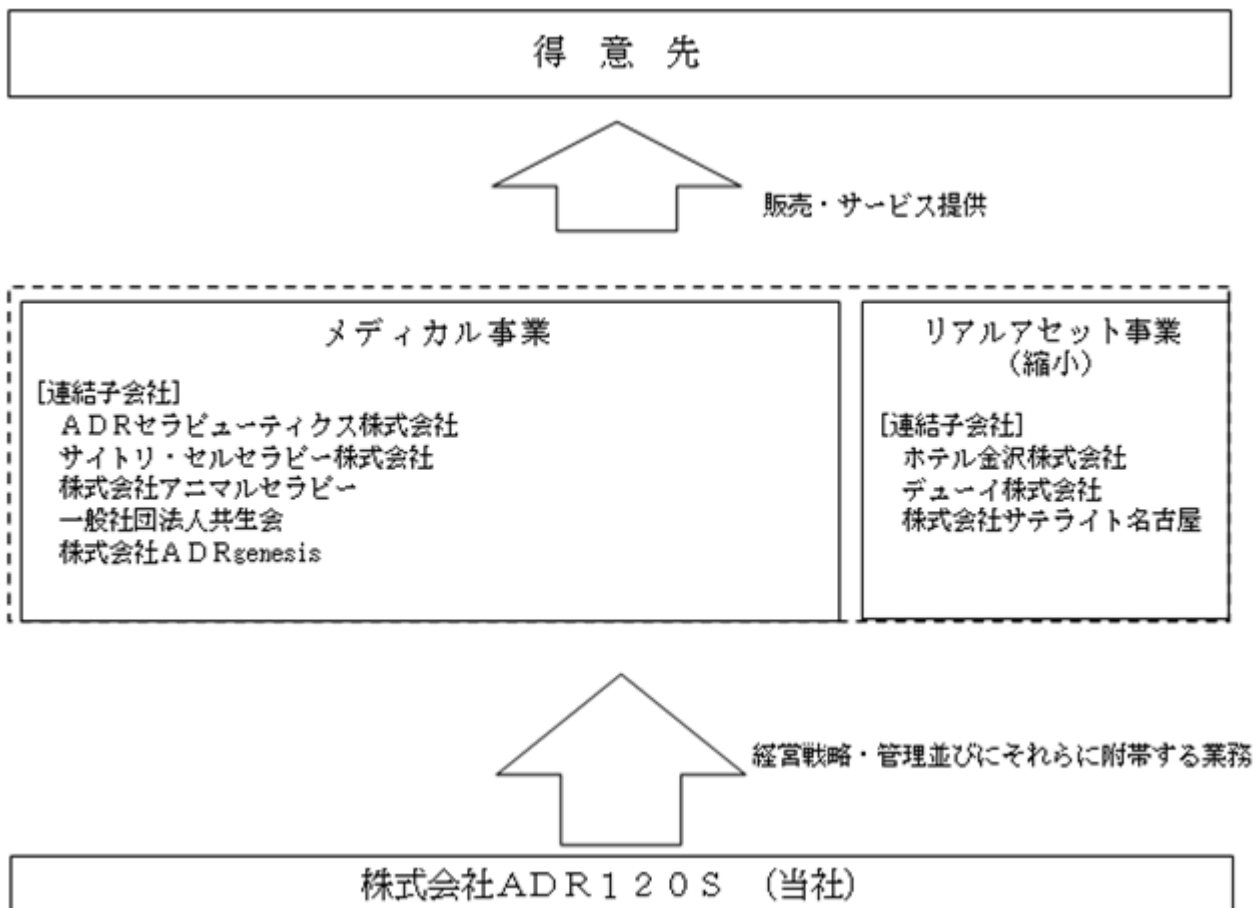 得 意 先
販売・サービス提供
メディカル事業
[連結子会社]
ＡＤＲセラピューティクス株式会社
サイトリ・セルセラピー株式会社
株式会社アニマルセラピー
一般社団法人共生会
株式会社ＡＤＲgenesis
リアルアセット事業
（縮小）
[連結子会社]
ホテル金沢株式会社
デューイ株式会社
株式会社サテライト名古屋
経営戦略・管理並びにそれらに附帯する業務
株式会社ＡＤＲ１２０Ｓ （当社）